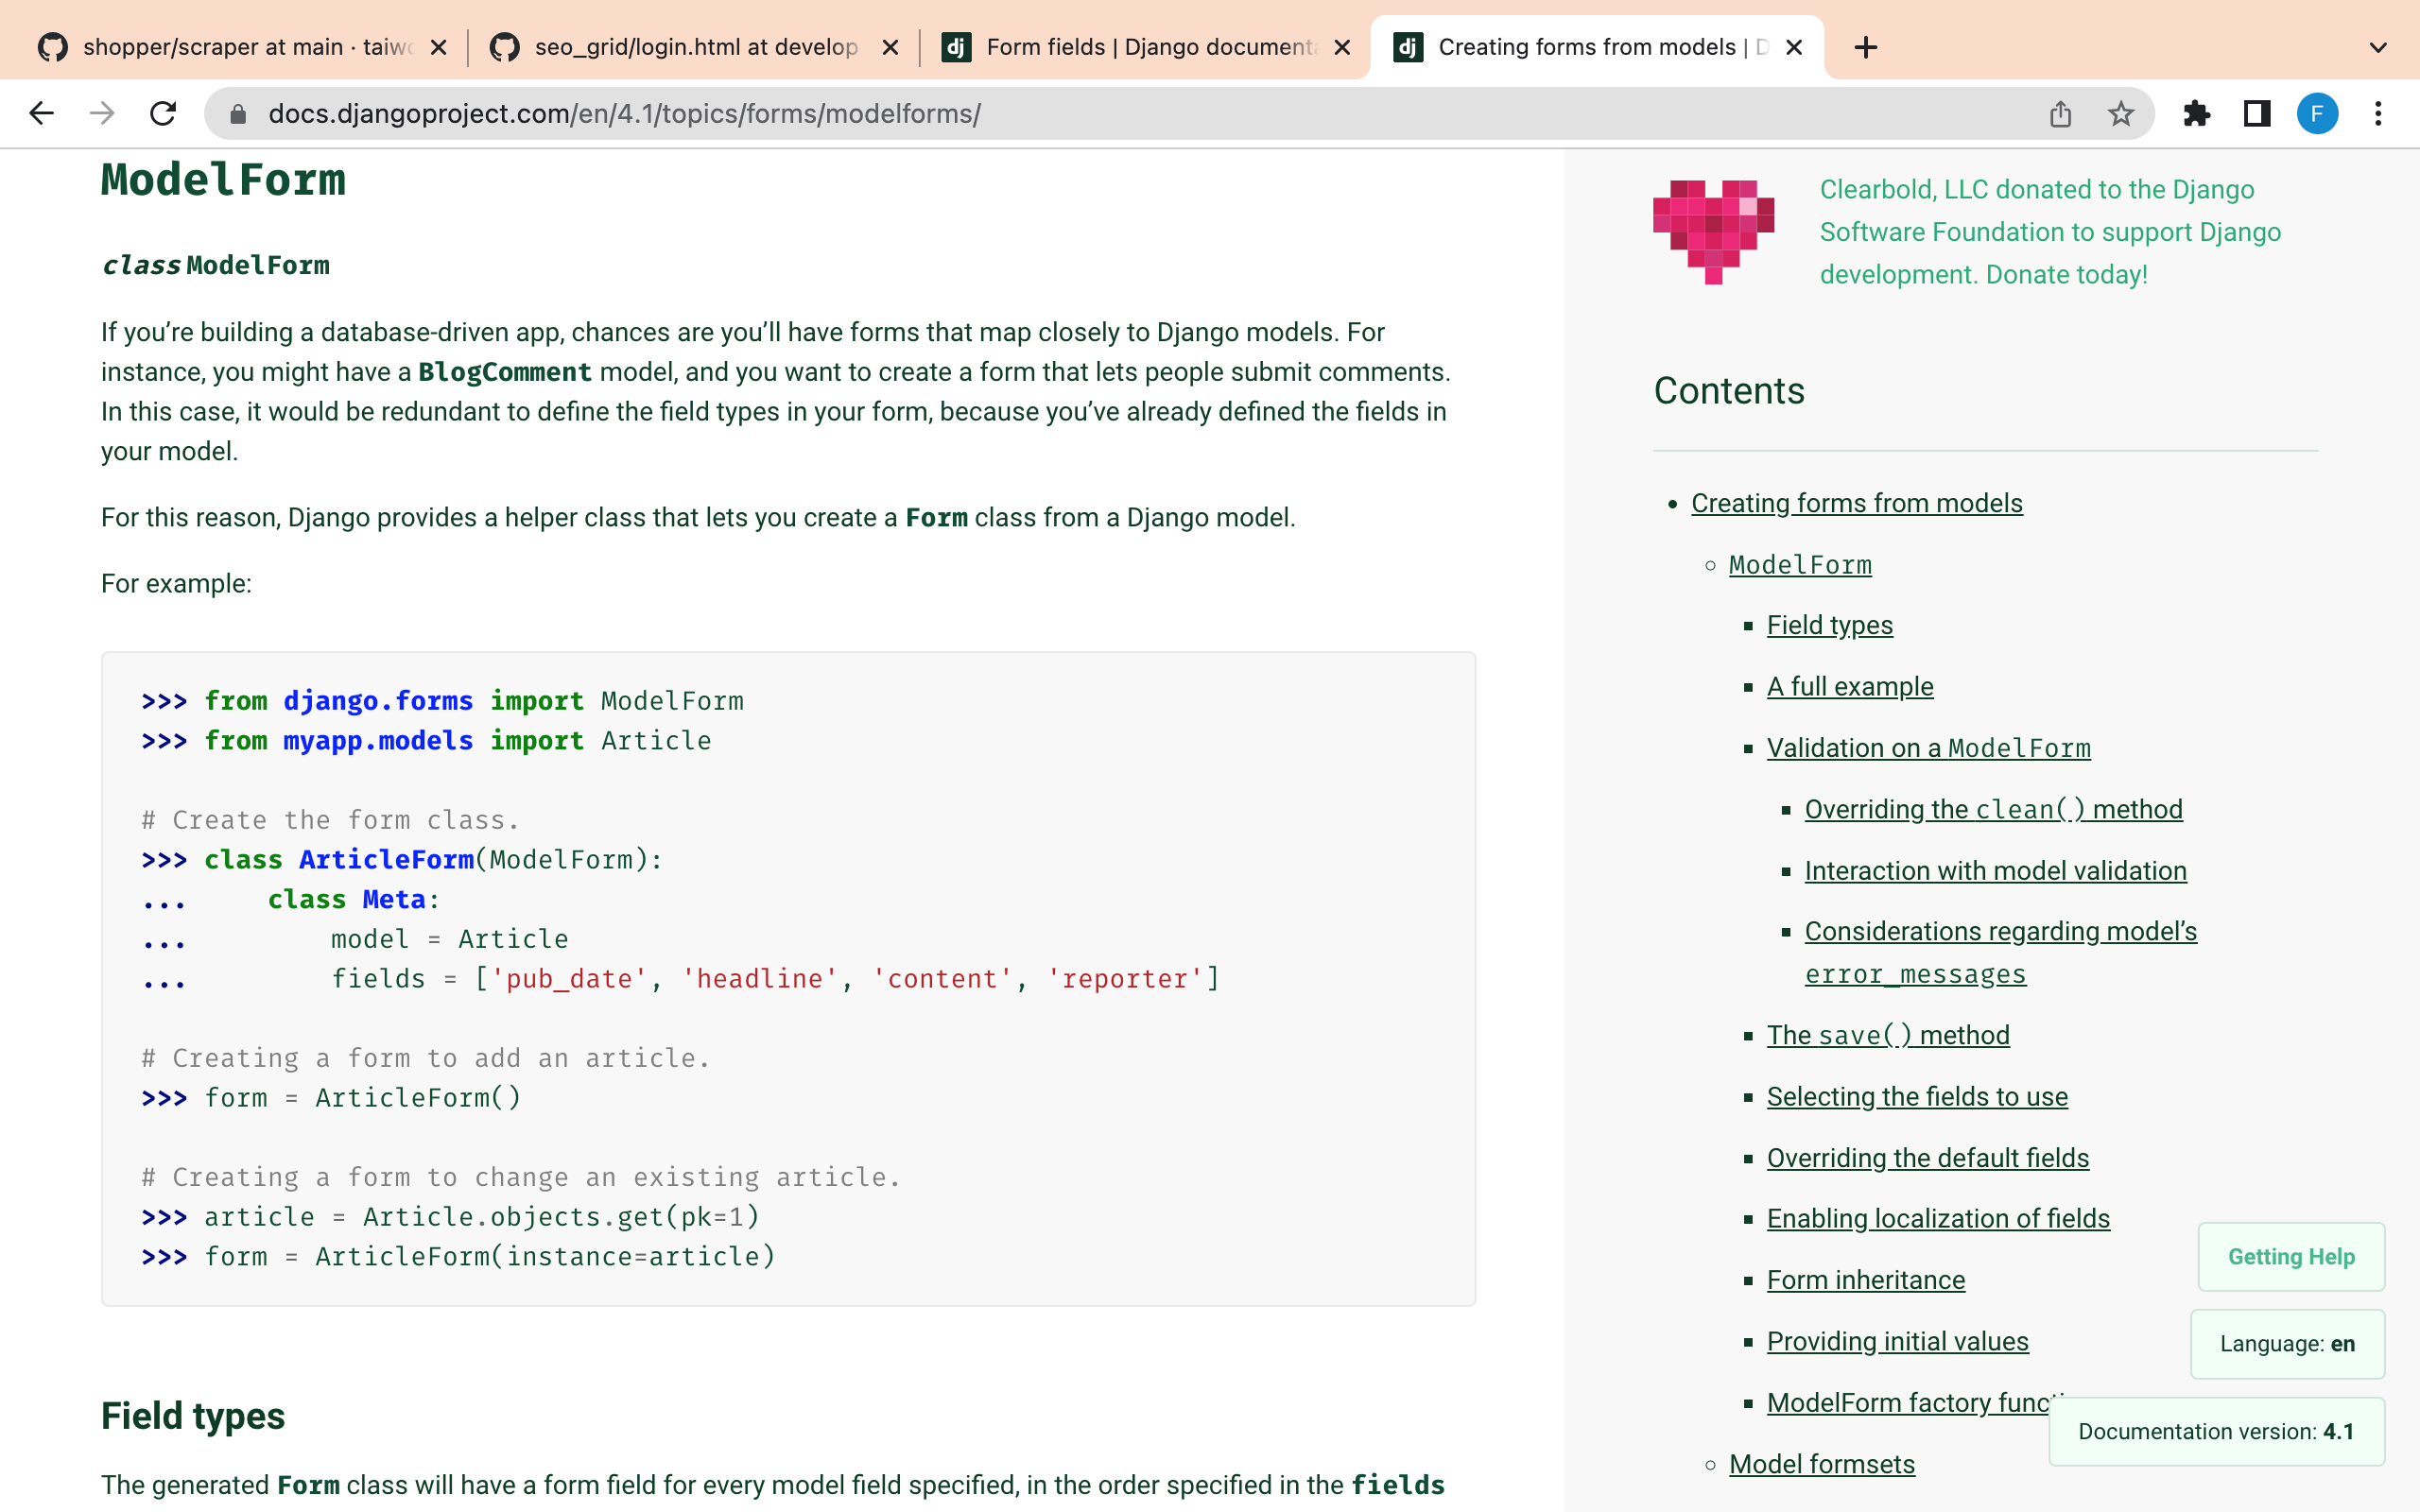 shopper/scraper at main · taiwo
seo_grid/login.html at develop
Form fields | Django documenta
Creating forms from models | D
docs.djangoproject.com/en/4.1/topics/forms/modelforms/
F
ModelForm
class ModelForm
If you’re building a database-driven app, chances are you’ll have forms that map closely to Django models. For
instance, you might have a BlogComment model, and you want to create a form that lets people submit comments.
In this case, it would be redundant to define the field types in your form, because you’ve already defined the fields in
your model.
For this reason, Django provides a helper class that lets you create a Form class from a Django model.
For example:
>>> from django.forms import ModelForm
>>> from myapp.models import Article
# Create the form class.
>>> class ArticleForm(ModelForm):
...     class Meta:
...         model = Article
...         fields = ['pub_date', 'headline', 'content', 'reporter']
# Creating a form to add an article.
>>> form = ArticleForm()
# Creating a form to change an existing article.
>>> article = Article.objects.get(pk=1)
>>> form = ArticleForm(instance=article)
Field types
The generated Form class will have a form field for every model field specified, in the order specified in the fields
Clearbold, LLC donated to the Django
Software Foundation to support Django
development. Donate today!
Contents
Creating forms from models
ModelForm
Field types
A full example
Validation on a ModelForm
Overriding the clean() method
Interaction with model validation
Considerations regarding model’s
error_messages
The save() method
Selecting the fields to use
Overriding the default fields
Enabling localization of fields
Form inheritance
Providing initial values
ModelForm factory funct
Model formsets
Getting Help
Language: en
Documentation version: 4.1